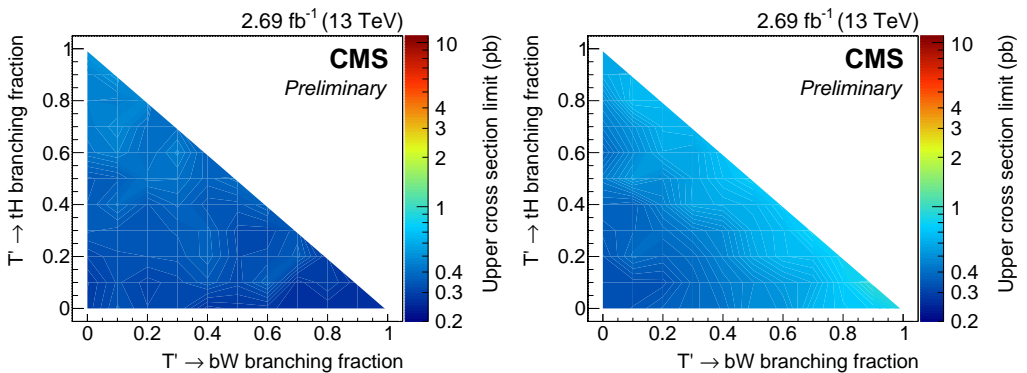 2.69 fb⁻¹ (13 TeV)
CMS
Preliminary
T' → tH branching fraction
1
0.8
0.6
0.4
0.2
0
0 0.2 0.4 0.6 0.8 1
T' → bW branching fraction
10
4
3
2
1
0.4
0.3
0.2
Upper cross section limit (pb)
2.69 fb⁻¹ (13 TeV)
CMS
Preliminary
T' → tH branching fraction
1
0.8
0.6
0.4
0.2
0
0 0.2 0.4 0.6 0.8 1
T' → bW branching fraction
10
4
3
2
1
0.4
0.3
0.2
Upper cross section limit (pb)